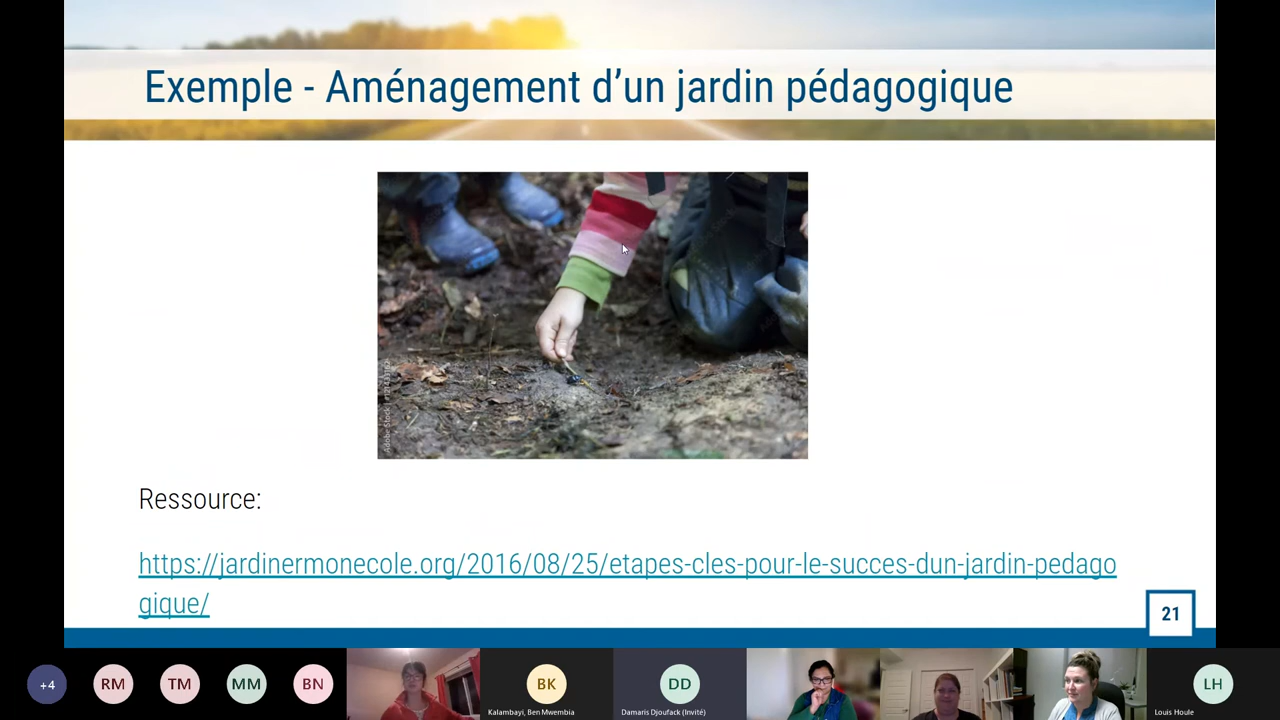 Exemple - Aménagement d'un jardin pédagogique
Ressource:
https://jardinermonecole.org/2016/08/25/etapes-cles-pour-le-succes-dun-jardin-pedago
gique/
21
+4
RM
TM
MM
BN
BK
DD
LH
Kalambayi, Ben Mwembia
Damaris Djoufack (Invité)
Louis Houle